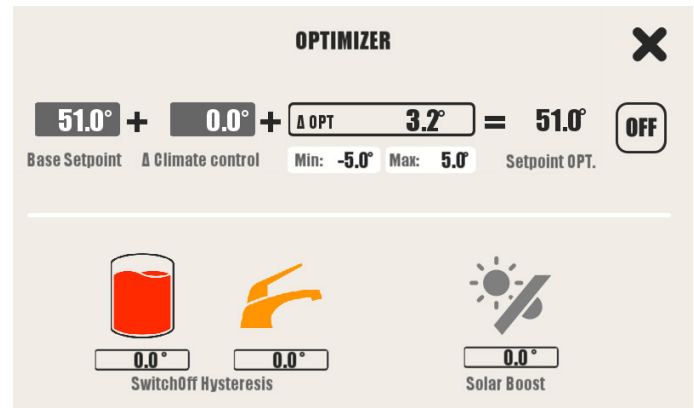 OPTIMIZER
51.0° + 0.0° + Δ OPT 3.2° = 51.0° OFF
Base Setpoint Δ Climate control Min: -5.0° Max: 5.0° Setpoint OPT.
0.0° 0.0° 0.0°
SwitchOff Hysteresis Solar Boost